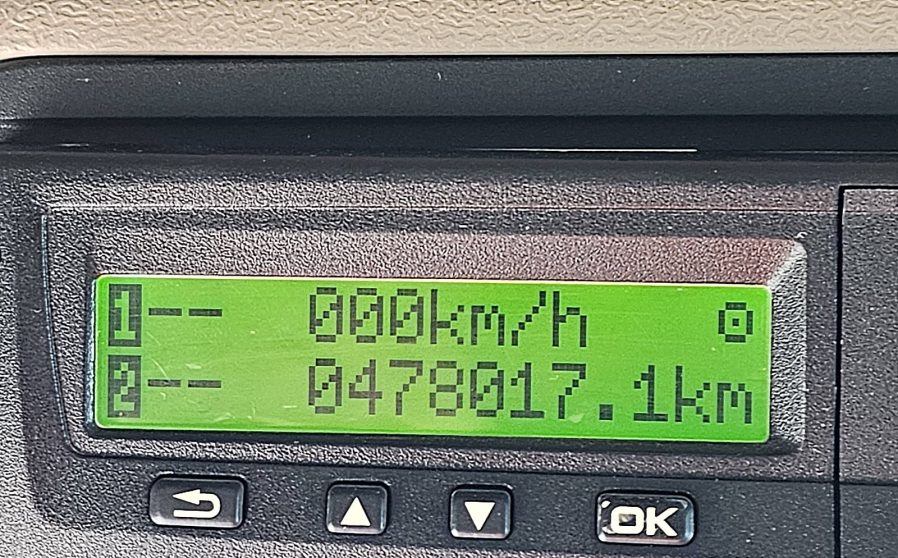 1-- 000km/h ⊙
2-- 0478017.1km
OK